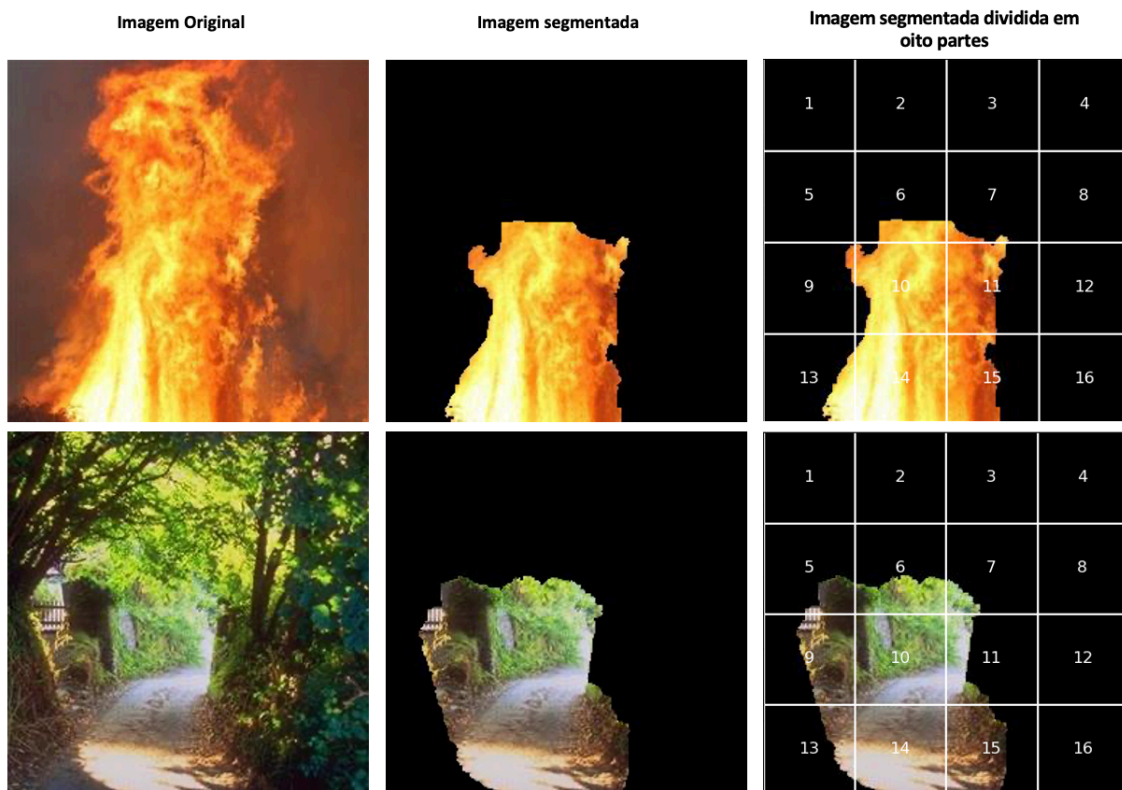 Imagem Original
Imagem segmentada
Imagem segmentada dividida em
oito partes
1 2 3 4
5 6 7 8
9 10 11 12
13 14 15 16
1 2 3 4
5 6 7 8
9 10 11 12
13 14 15 16